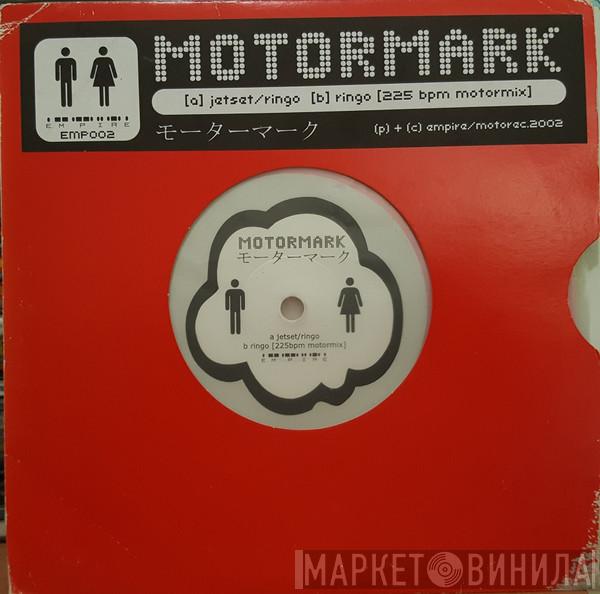 MOTORMARK
[a] jetset/ringo [b] ringo [225 bpm motormix]
EMPIRE
EMP002
モーターマーク
(p) + (c) empire/motorec.2002
MOTORMARK
モーターマーク
a jetset/ringo
b ringo [225bpm motormix]
EMPIRE
МАРКЕТ ВИНИЛА